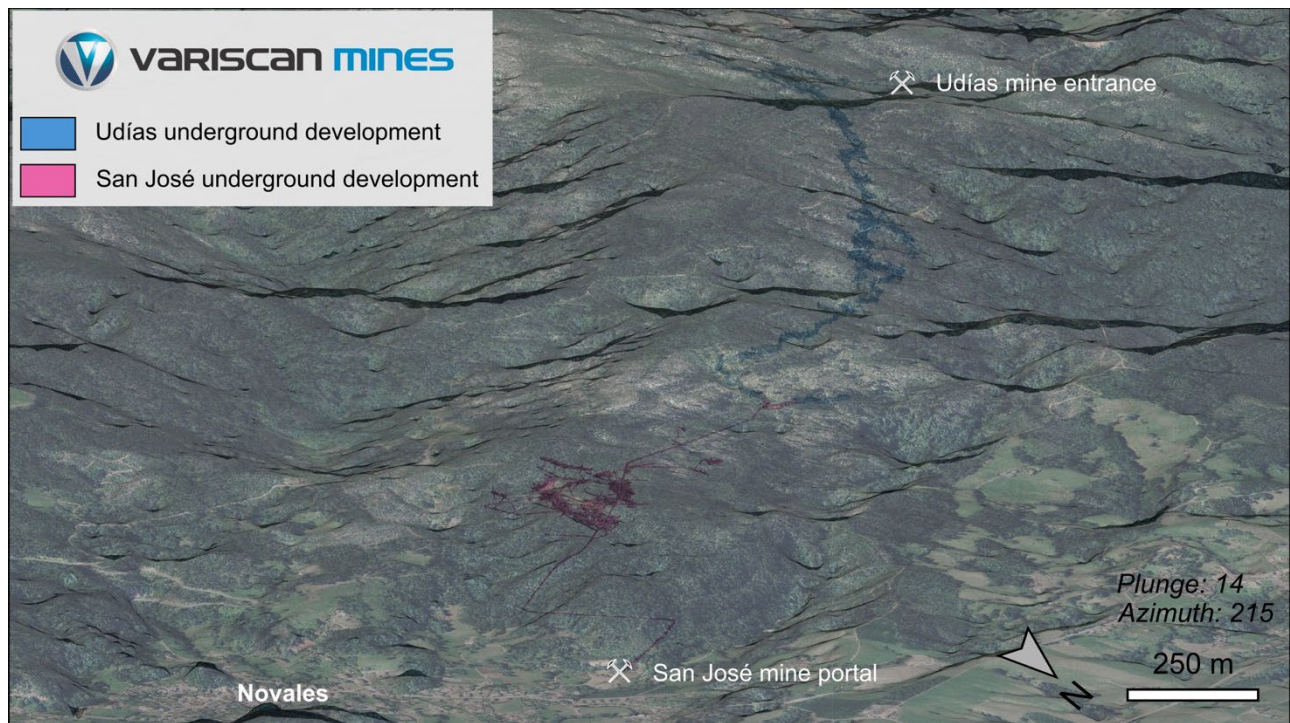 VARISCAN MINES
Udías underground development
San José underground development
Udías mine entrance
Plunge: 14
Azimuth: 215
250 m
N
San José mine portal
Novales